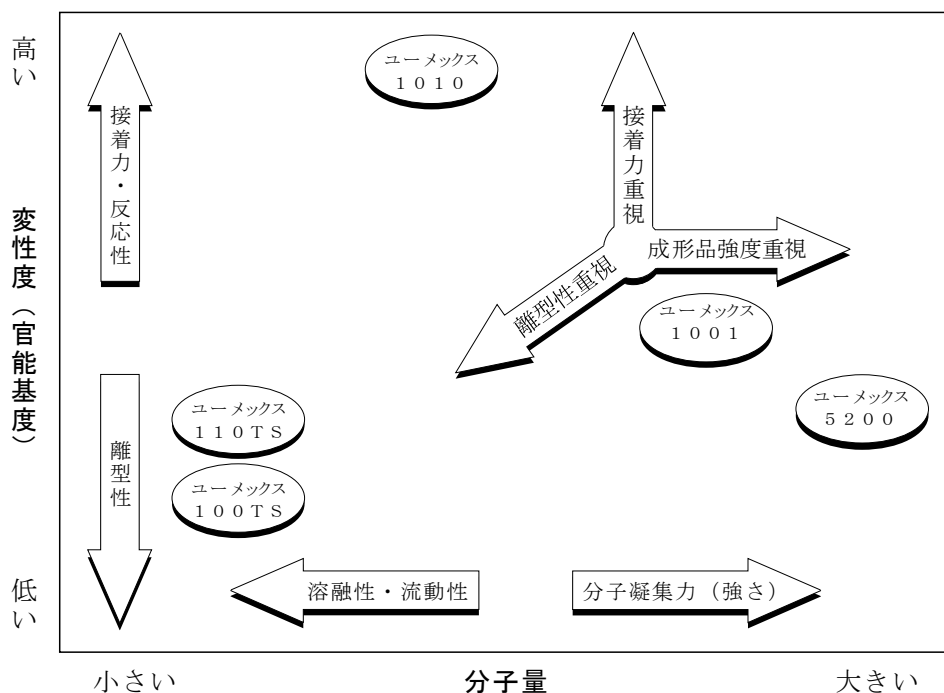 高い
変性度（官能基度）
低い
接着力・反応性
離型性
ユーメックス
１０１０
接着力重視
成形品強度重視
離型性重視
ユーメックス
１００１
ユーメックス
５２００
ユーメックス
１１０ＴＳ
ユーメックス
１００ＴＳ
溶融性・流動性
分子凝集力（強さ）
小さい
分子量
大きい